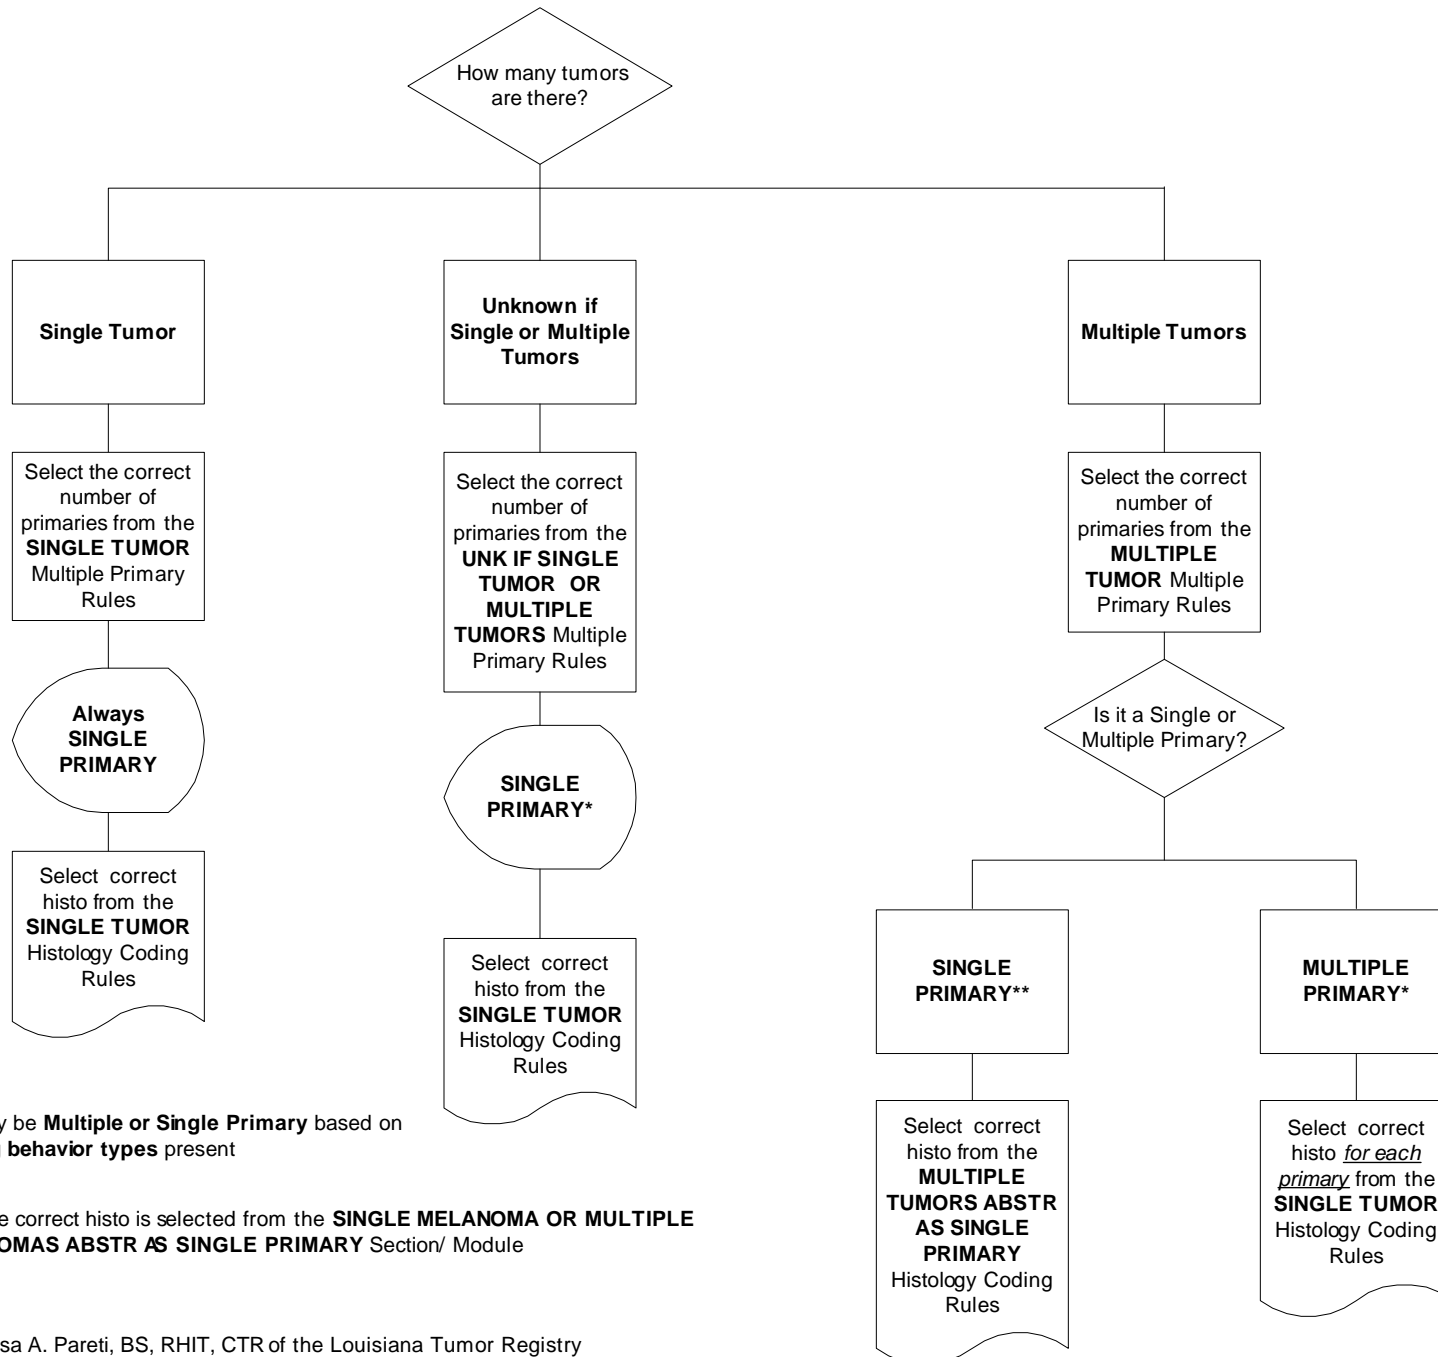 How many tumors
are there?
Single Tumor
Unknown if
Single or Multiple
Tumors
Multiple Tumors
Select the correct
number of
primaries from the
SINGLE TUMOR
Multiple Primary
Rules
Select the correct
number of
primaries from the
UNK IF SINGLE
TUMOR OR
MULTIPLE
TUMORS Multiple
Primary Rules
Select the correct
number of
primaries from the
MULTIPLE
TUMOR Multiple
Primary Rules
Always
SINGLE
PRIMARY
SINGLE
PRIMARY*
Is it a Single or
Multiple Primary?
Select correct
histo from the
SINGLE TUMOR
Histology Coding
Rules
Select correct
histo from the
SINGLE TUMOR
Histology Coding
Rules
SINGLE
PRIMARY**
MULTIPLE
PRIMARY*
Select correct
histo from the
MULTIPLE
TUMORS ABSTR
AS SINGLE
PRIMARY
Histology Coding
Rules
Select correct
histo for each
primary from the
SINGLE TUMOR
Histology Coding
Rules
be Multiple or Single Primary based on
behavior types present
correct histo is selected from the SINGLE MELANOMA OR MULTIPLE
ABSTR AS SINGLE PRIMARY Section/ Module
A. Pareti, BS, RHIT, CTR of the Louisiana Tumor Registry